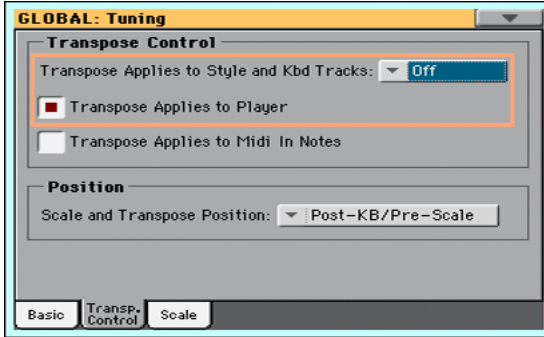 GLOBAL: Tuning
Transpose Control
Transpose Applies to Style and Kbd Tracks: Off
Transpose Applies to Player
Transpose Applies to Midi In Notes
Position
Scale and Transpose Position: Post-KB/Pre-Scale
Basic Transp. Control Scale